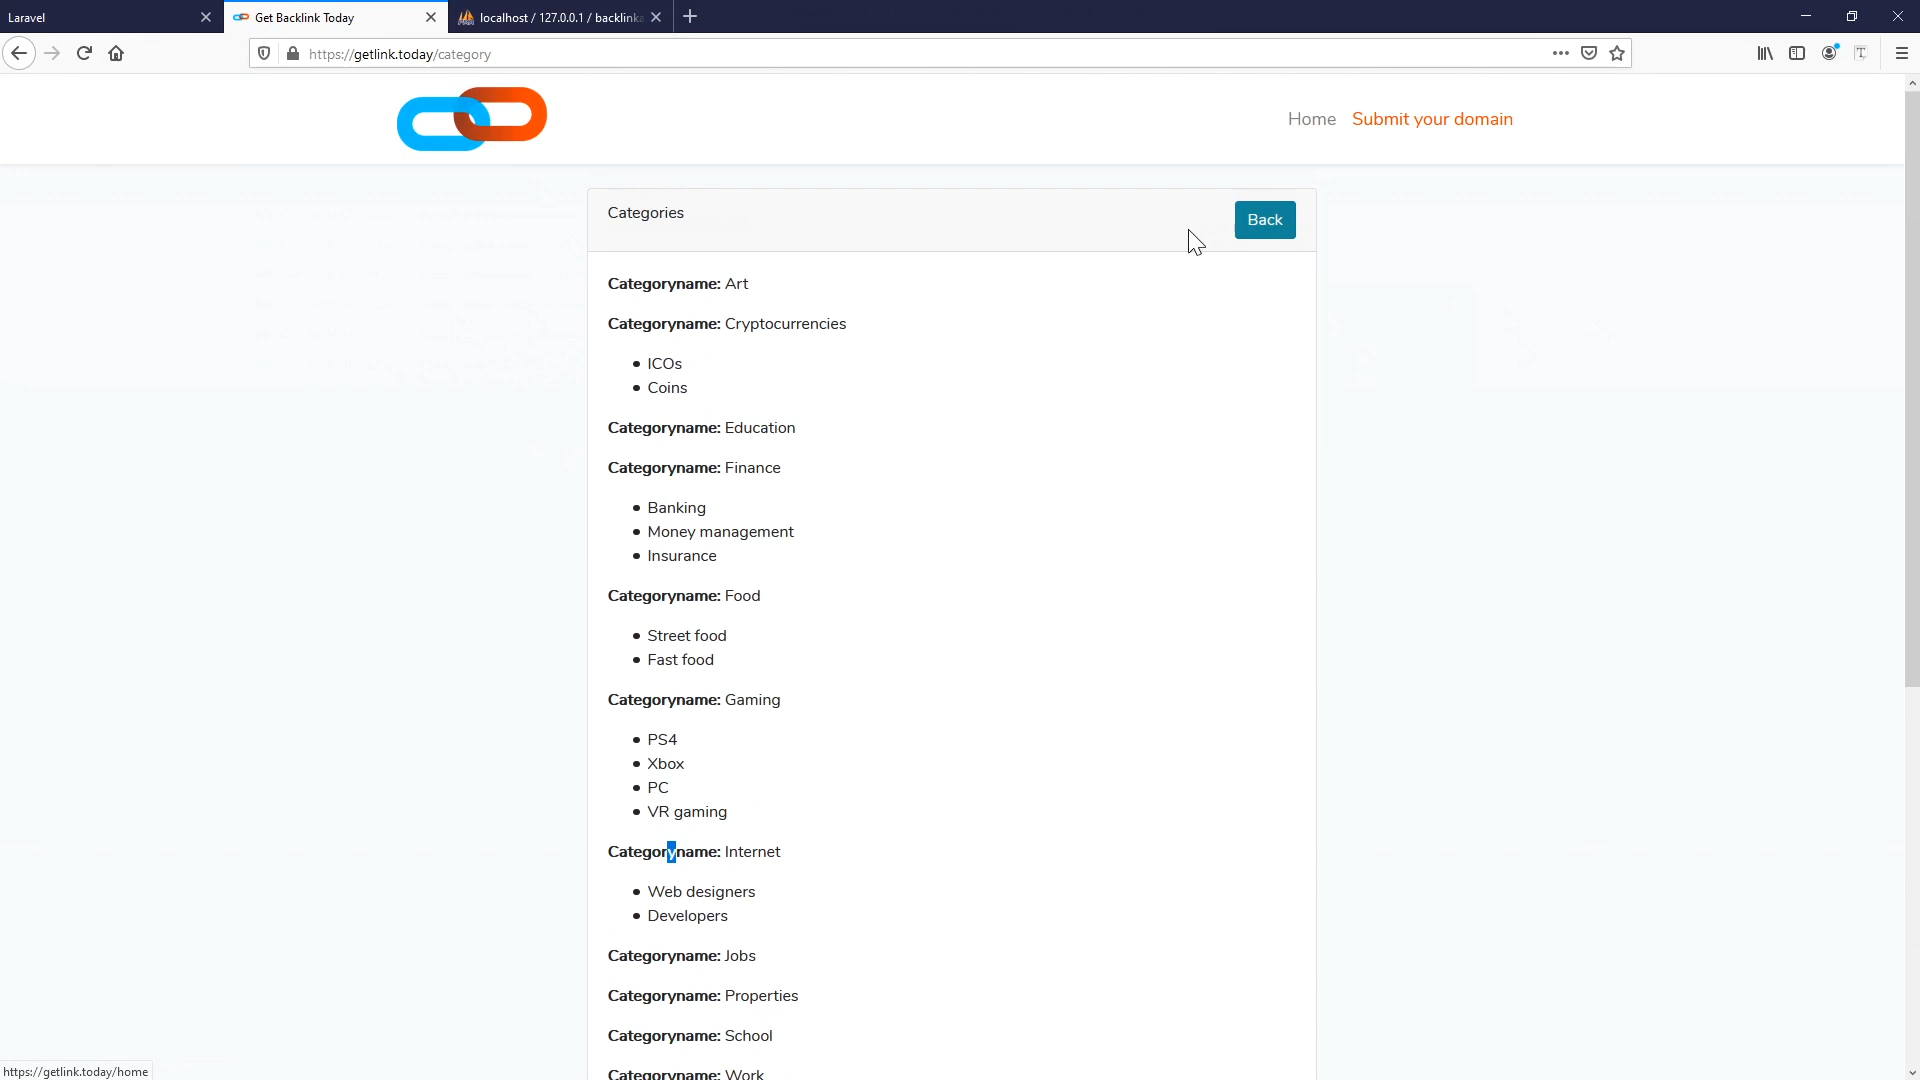 Laravel
Get Backlink Today
localhost / 127.0.0.1 / backlink
https://getlink.today/category
Home Submit your domain
Categories
Back
Categoryname: Art
Categoryname: Cryptocurrencies
ICOs
Coins
Categoryname: Education
Categoryname: Finance
Banking
Money management
Insurance
Categoryname: Food
Street food
Fast food
Categoryname: Gaming
PS4
Xbox
PC
VR gaming
Categoryname: Internet
Web designers
Developers
Categoryname: Jobs
Categoryname: Properties
Categoryname: School
Categoryname: Work
https://getlink.today/home